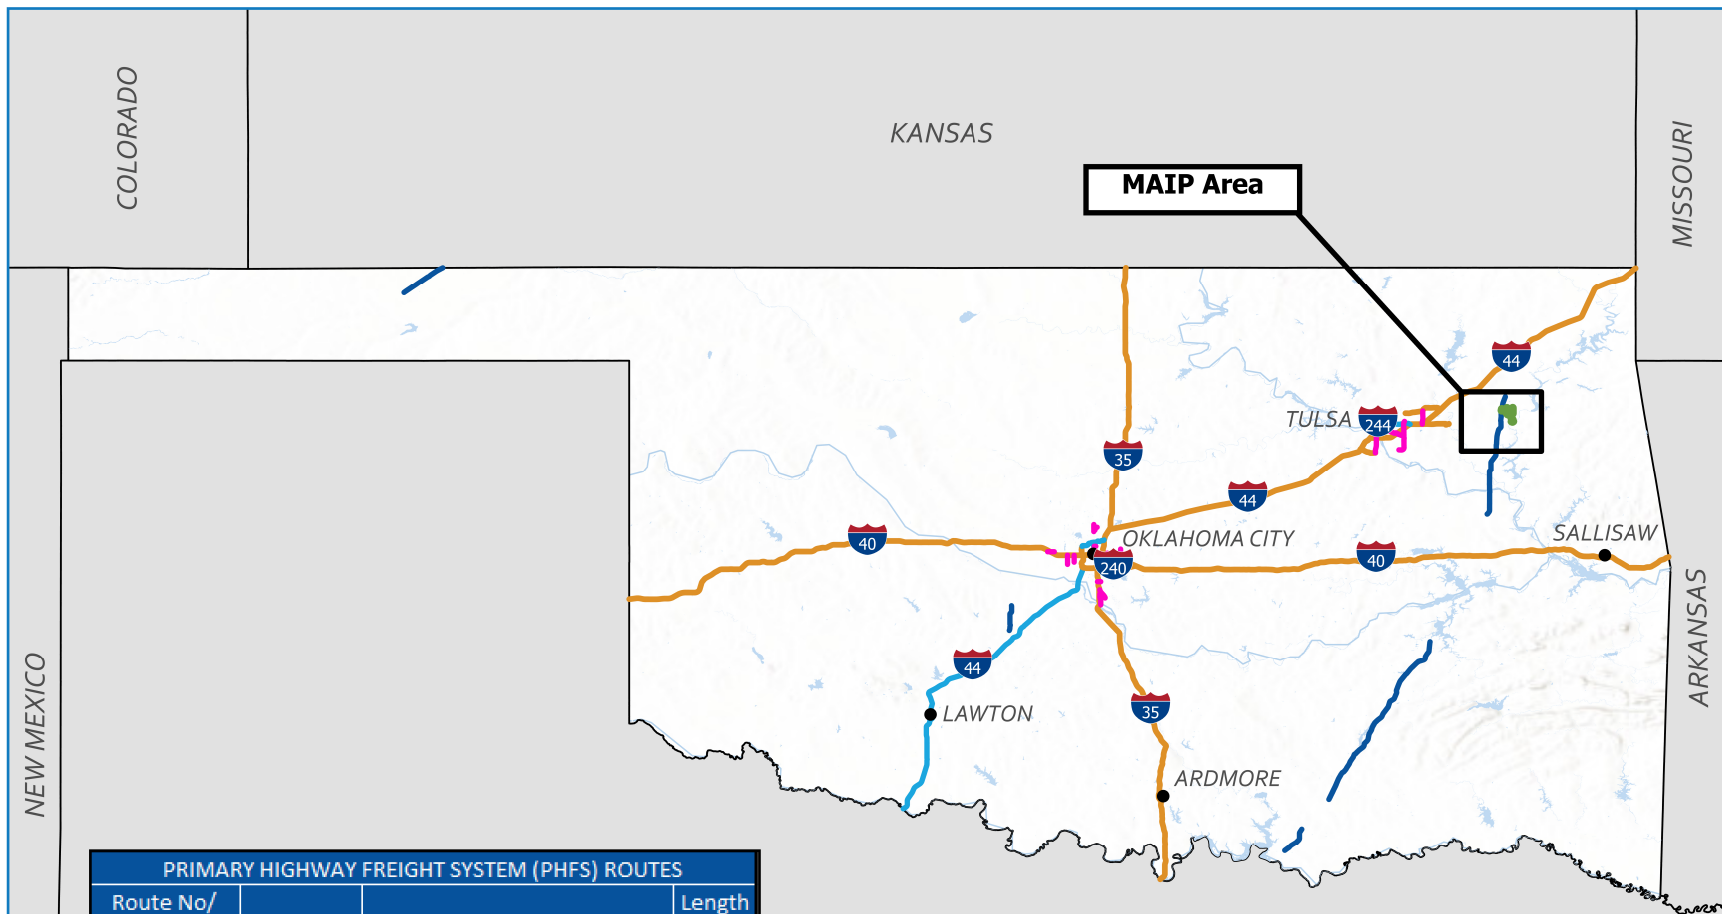 COLORADO
KANSAS
MISSOURI
MAIP Area
44
TULSA
244
35
44
OKLAHOMA CITY
SALLISAW
40
240
40
ARKANSAS
NEW MEXICO
44
LAWTON
35
ARDMORE
PRIMARY HIGHWAY FREIGHT SYSTEM (PHFS) ROUTES
Route No/
Length